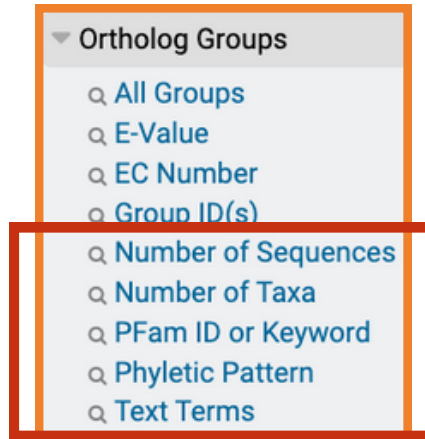 Ortholog Groups
All Groups
E-Value
EC Number
Group ID(s)
Number of Sequences
Number of Taxa
PFam ID or Keyword
Phyletic Pattern
Text Terms